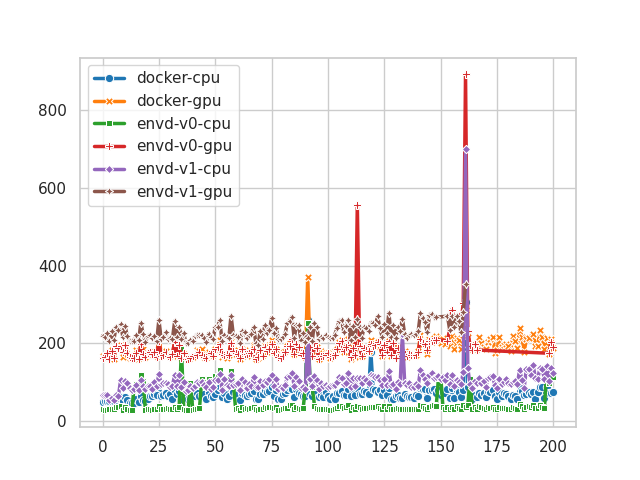 docker-cpu
docker-gpu
envd-v0-cpu
envd-v0-gpu
envd-v1-cpu
envd-v1-gpu
800
600
400
200
0
0 25 50 75 100 125 150 175 200